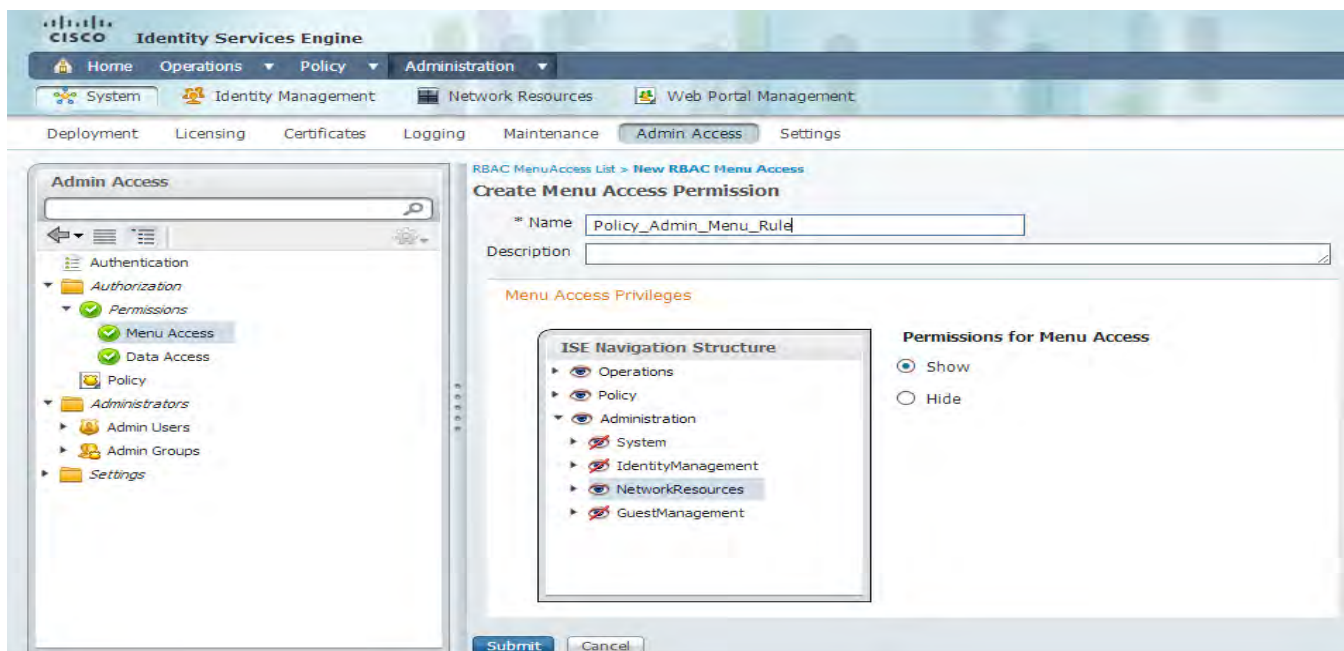 CISCO Identity Services Engine
Home Operations Policy Administration
System Identity Management Network Resources Web Portal Management
Deployment Licensing Certificates Logging Maintenance Admin Access Settings
Admin Access
Authentication
Authorization
Permissions
Menu Access
Data Access
Policy
Administrators
Admin Users
Admin Groups
Settings
RBAC MenuAccess List > New RBAC Menu Access
Create Menu Access Permission
* Name Policy_Admin_Menu_Rule
Description
Menu Access Privileges
ISE Navigation Structure
Operations
Policy
Administration
System
IdentityManagement
NetworkResources
GuestManagement
Permissions for Menu Access
Show
Hide
Submit Cancel